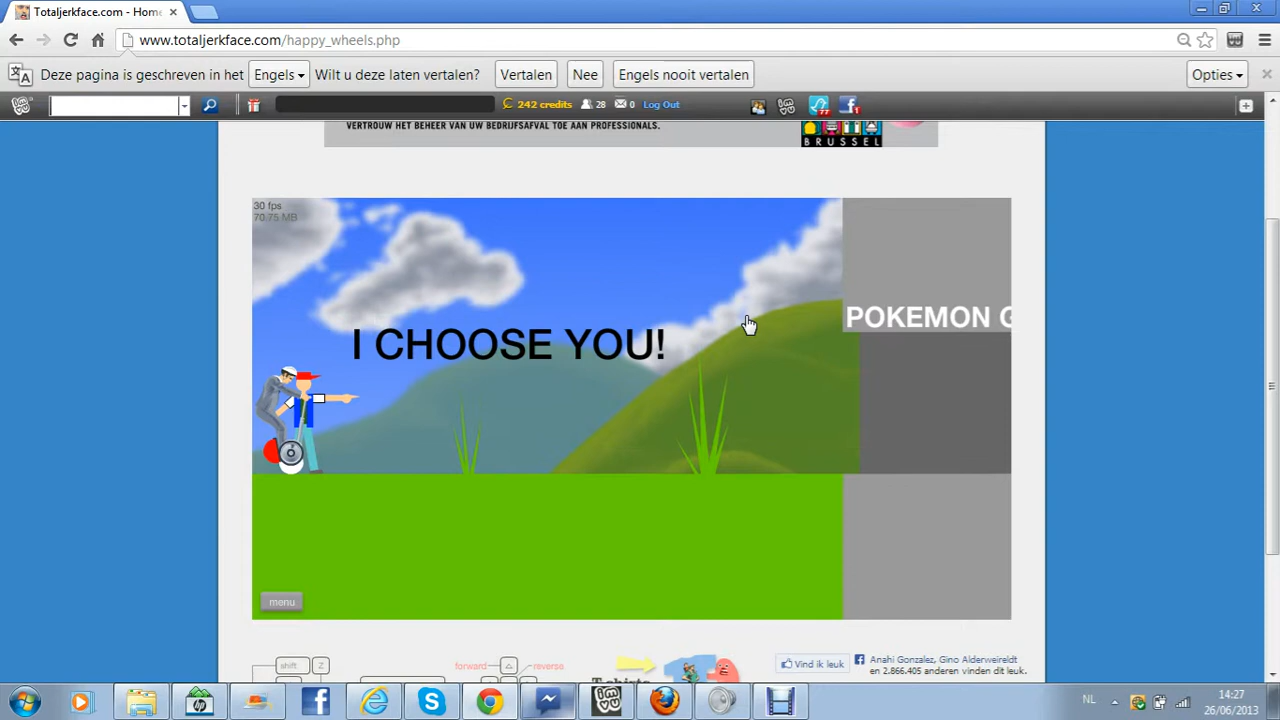 Totaljerkface.com - Home
www.totaljerkface.com/happy_wheels.php
Deze pagina is geschreven in het Engels Wilt u deze laten vertalen? Vertalen Nee Engels nooit vertalen Opties
242 credits 28 0 Log Out 77 1
VERTROUW HET BEHEER VAN UW BEDRIJFSAFVAL TOE AAN PROFESSIONALS.
BRUSSEL
30 fps
70.75 MB
POKEMON G
I CHOOSE YOU!
menu
shift Z forward reverse
Vind ik leuk
Anahi Gonzalez, Gino Alderweireldt
en 2.866.405 anderen vinden dit leuk.
NL
14:27
26/06/2013